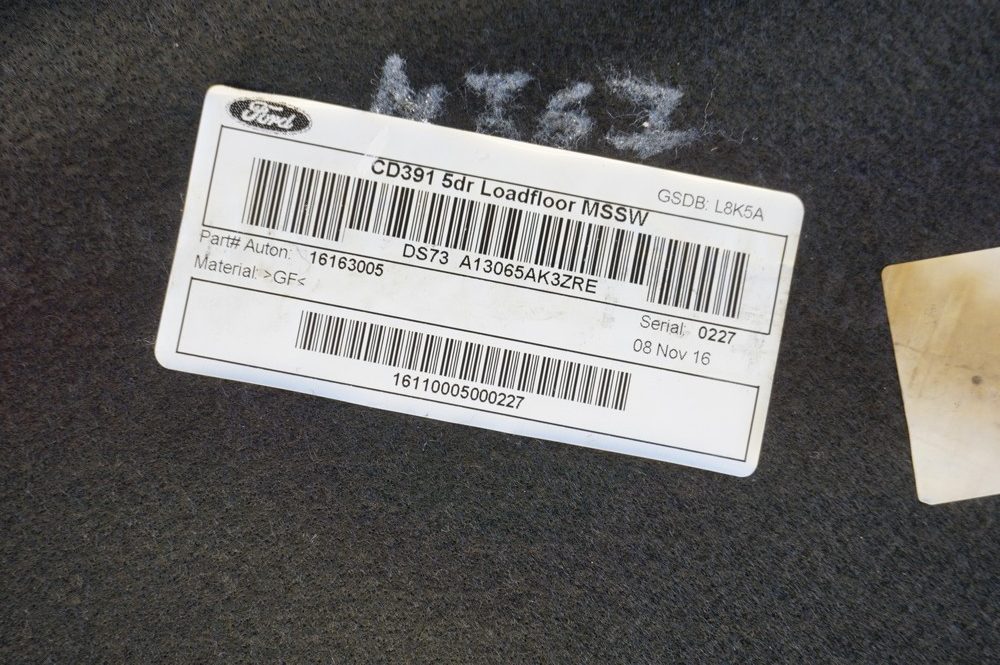 Ford
CD391 5dr Loadfloor MSSW
GSDB: L8K5A
DS73 A13065AK3ZRE
Part# Auton: 16163005
Material: >GF<
Serial: 0227
08 Nov 16
16110005000227